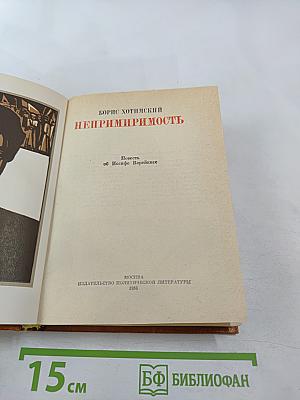 БОРИС ХОТИМСКИЙ
НЕПРИМИРИМОСТЬ
Повесть
об Иосифе Варейкисе
МОСКВА
ИЗДАТЕЛЬСТВО ПОЛИТИЧЕСКОЙ ЛИТЕРАТУРЫ
15 см
БФ БИБЛИОФАН